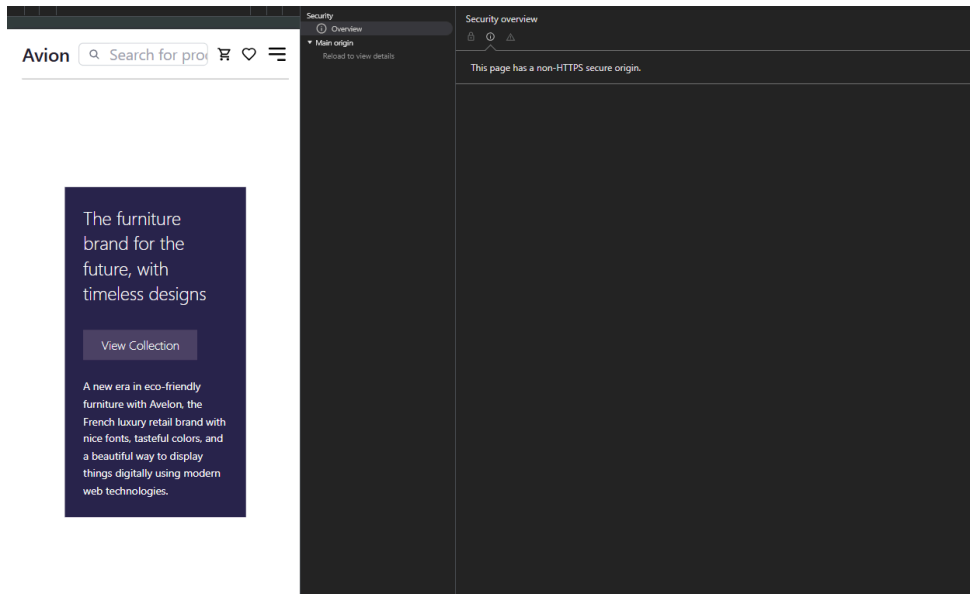 Avion
Search for pro
The furniture
brand for the
future, with
timeless designs
View Collection
A new era in eco-friendly
furniture with Avelon, the
French luxury retail brand with
nice fonts, tasteful colors, and
a beautiful way to display
things digitally using modern
web technologies.
Security
Overview
Main origin
Reload to view details
Security overview
This page has a non-HTTPS secure origin.